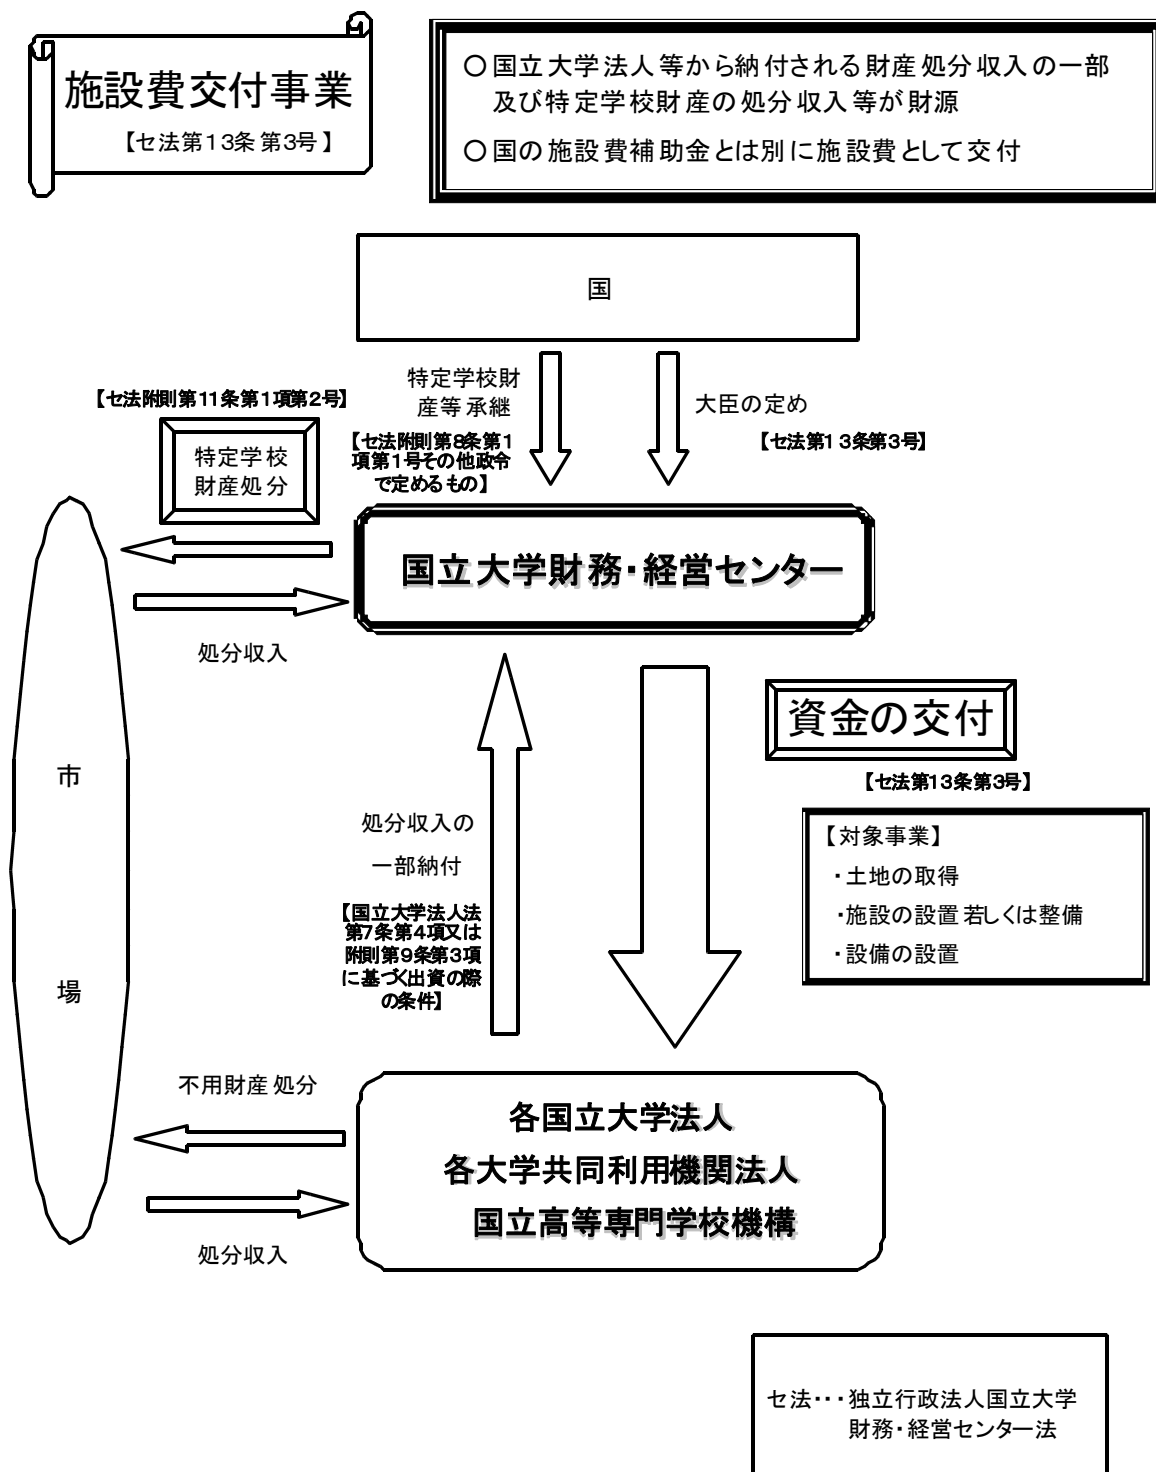 施設費交付事業
【セ法第13条第3号】
○国立大学法人等から納付される財産処分収入の一部
及び特定学校財産の処分収入等が財源
○国の施設費補助金とは別に施設費として交付
国
特定学校財
産等承継
【セ法附則第8条第1
項第1号その他政令
で定めるもの】
大臣の定め
【セ法第13条第3号】
【セ法附則第11条第1項第2号】
特定学校
財産処分
国立大学財務・経営センター
処分収入
市
場
資金の交付
【セ法第13条第3号】
【対象事業】
・土地の取得
・施設の設置若しくは整備
・設備の設置
処分収入の
一部納付
【国立大学法人法
第7条第4項又は
附則第9条第3項
に基づく出資の際
の条件】
不用財産処分
処分収入
各国立大学法人
各大学共同利用機関法人
国立高等専門学校機構
セ法・・・独立行政法人国立大学
財務・経営センター法